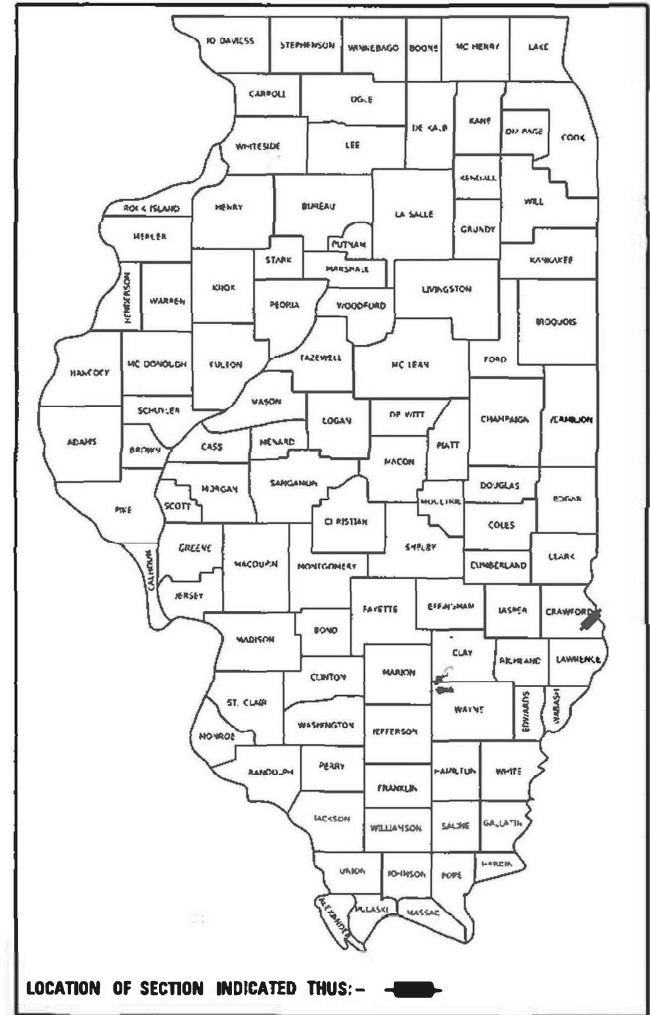 JO DAVIESS STEPHENSON WINNEBAGO BOONE MC HENRY LAKE
CARROLL OGLE DE KALB KANE DU PAGE COOK
WHITESIDE LEE
KENDALL WILL
ROCK ISLAND HENRY BUREAU LA SALLE GRUNDY
MERCER STARK PUTNAM MARSHALL KANKAKEE
HENDERSON WARREN KNOX PEORIA WOODFORD LIVINGSTON IROQUOIS
HANCOCK MC DONOUGH FULTON TAZEWELL MC LEAN FORD
SCHUYLER MASON LOGAN DE WITT CHAMPAIGN VERMILION
ADAMS BROWN CASS MENARD MACON PIATT
PIKE SCOTT MORGAN SANGAMON CHRISTIAN MOULTRIE DOUGLAS EDGAR
COLES
CALHOUN GREENE MACOUPIN MONTGOMERY SHELBY CUMBERLAND CLARK
JERSEY FAYETTE EFFINGHAM JASPER CRAWFORD
MADISON BOND
CLINTON MARION CLAY RICHLAND LAWRENCE
ST. CLAIR WAYNE EDWARDS WABASH
MONROE WASHINGTON JEFFERSON
RANDOLPH PERRY HAMILTON WHITE
FRANKLIN
JACKSON WILLIAMSON SALINE GALLATIN
UNION JOHNSON POPE HARDIN
ALEXANDER PULASKI MASSAC
LOCATION OF SECTION INDICATED THUS:-